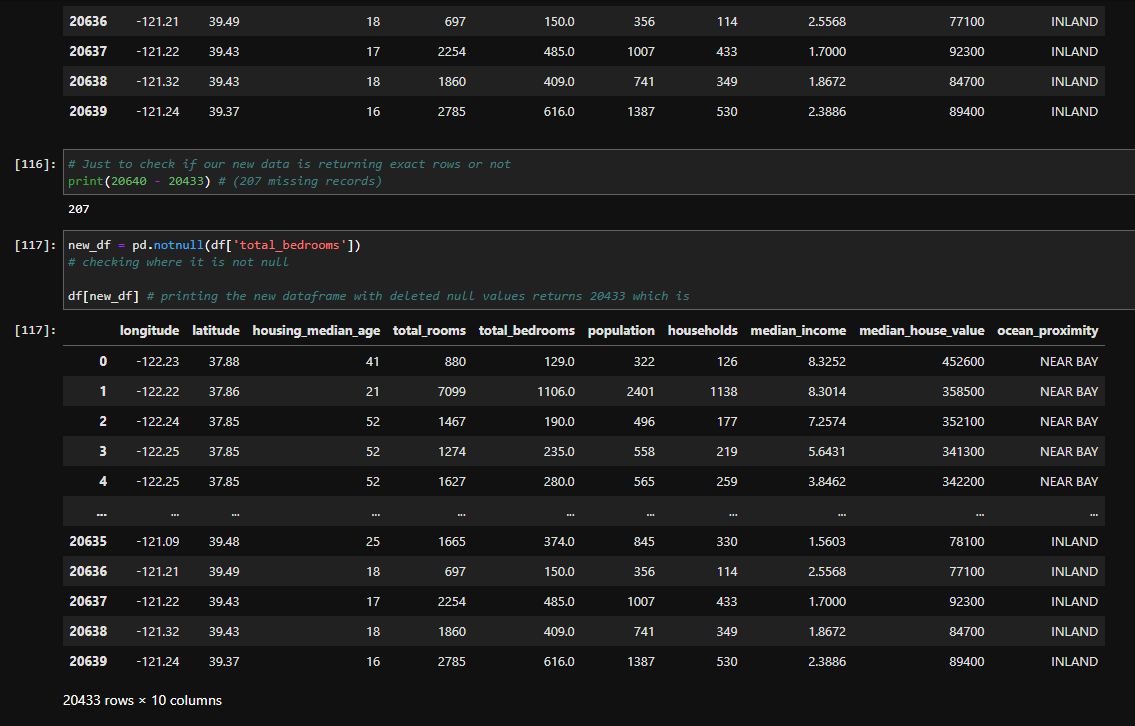 20636 -121.21 39.49 18 697 150.0 356 114 2.5568 77100 INLAND
20637 -121.22 39.43 17 2254 485.0 1007 433 1.7000 92300 INLAND
20638 -121.32 39.43 18 1860 409.0 741 349 1.8672 84700 INLAND
20639 -121.24 39.37 16 2785 616.0 1387 530 2.3886 89400 INLAND
[116]: # Just to check if our new data is returning exact rows or not
print(20640 - 20433) # (207 missing records)
207
[117]: new_df = pd.notnull(df['total_bedrooms'])
# checking where it is not null
df[new_df] # printing the new dataframe with deleted null values returns 20433 which is
[117]: longitude latitude housing_median_age total_rooms total_bedrooms population households median_income median_house_value ocean_proximity
0 -122.23 37.88 41 880 129.0 322 126 8.3252 452600 NEAR BAY
1 -122.22 37.86 21 7099 1106.0 2401 1138 8.3014 358500 NEAR BAY
2 -122.24 37.85 52 1467 190.0 496 177 7.2574 352100 NEAR BAY
3 -122.25 37.85 52 1274 235.0 558 219 5.6431 341300 NEAR BAY
4 -122.25 37.85 52 1627 280.0 565 259 3.8462 342200 NEAR BAY
... ... ... ... ... ... ... ... ... ... ...
20635 -121.09 39.48 25 1665 374.0 845 330 1.5603 78100 INLAND
20636 -121.21 39.49 18 697 150.0 356 114 2.5568 77100 INLAND
20637 -121.22 39.43 17 2254 485.0 1007 433 1.7000 92300 INLAND
20638 -121.32 39.43 18 1860 409.0 741 349 1.8672 84700 INLAND
20639 -121.24 39.37 16 2785 616.0 1387 530 2.3886 89400 INLAND
20433 rows × 10 columns